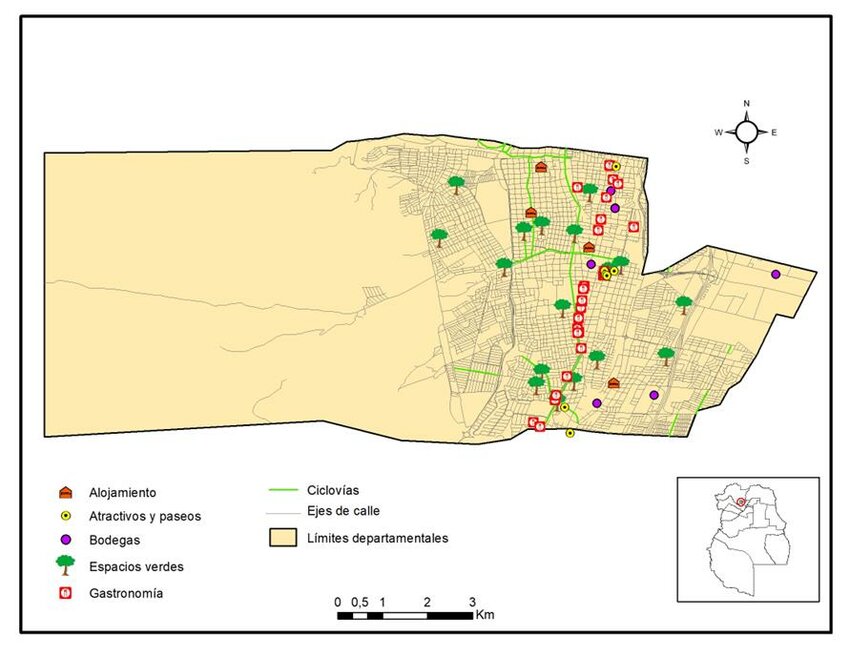 N
W E
S
Alojamiento
Atractivos y paseos
Bodegas
Espacios verdes
Gastronomía
Ciclovías
Ejes de calle
Límites departamentales
0 0,5 1 2 3
Km